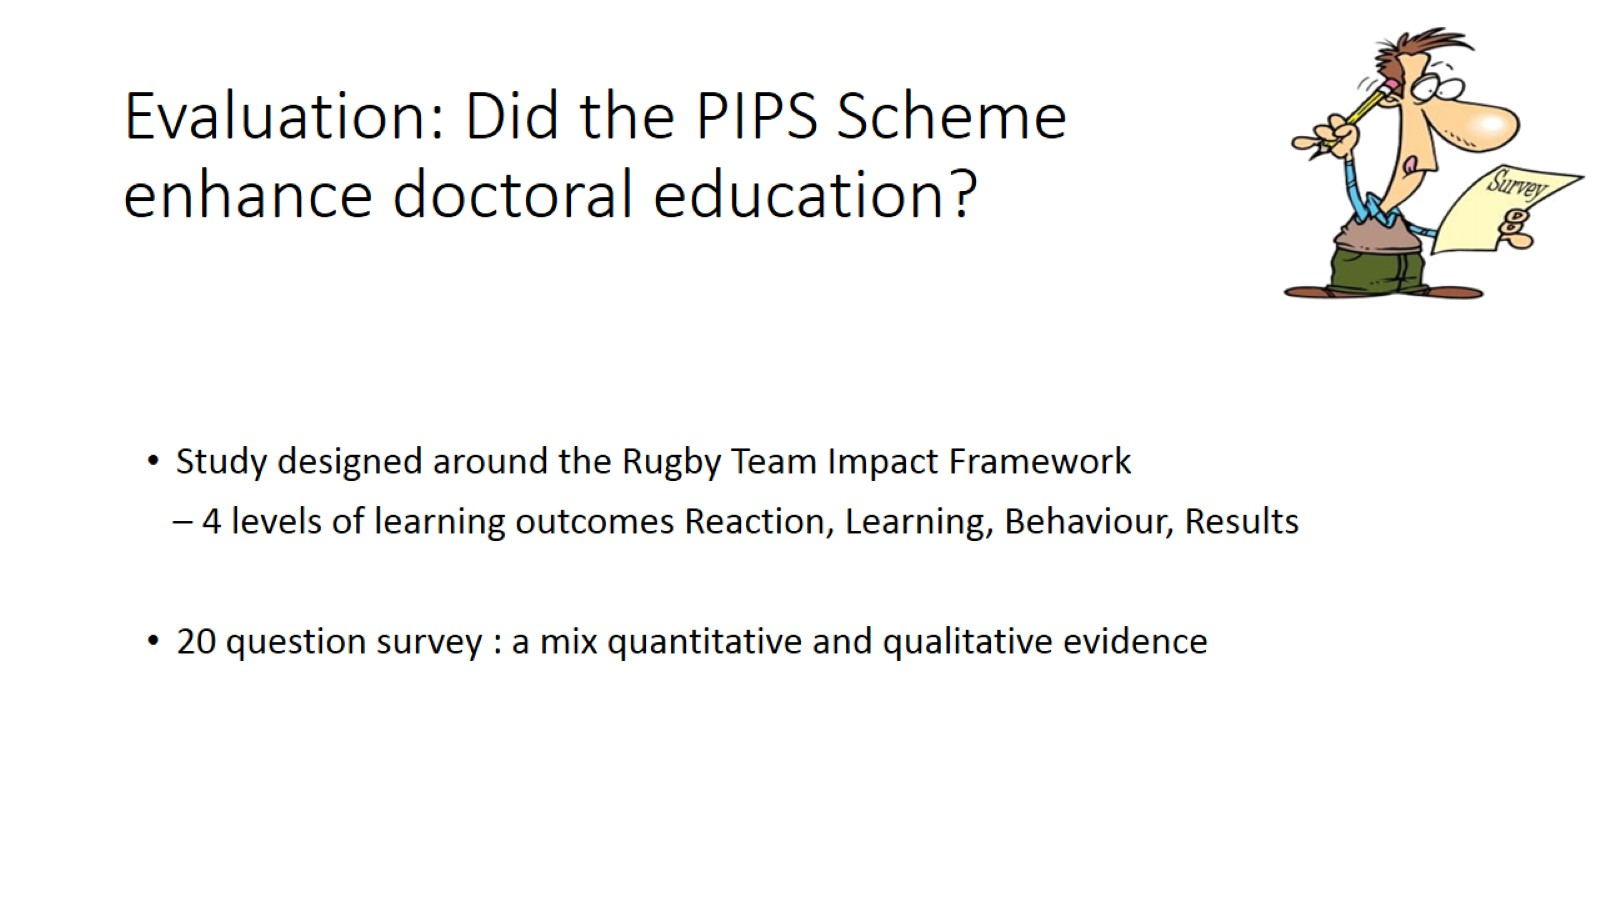 Evaluation: Did the PIPS Scheme
enhance doctoral education?
Survey
• Study designed around the Rugby Team Impact Framework
– 4 levels of learning outcomes Reaction, Learning, Behaviour, Results
• 20 question survey : a mix quantitative and qualitative evidence